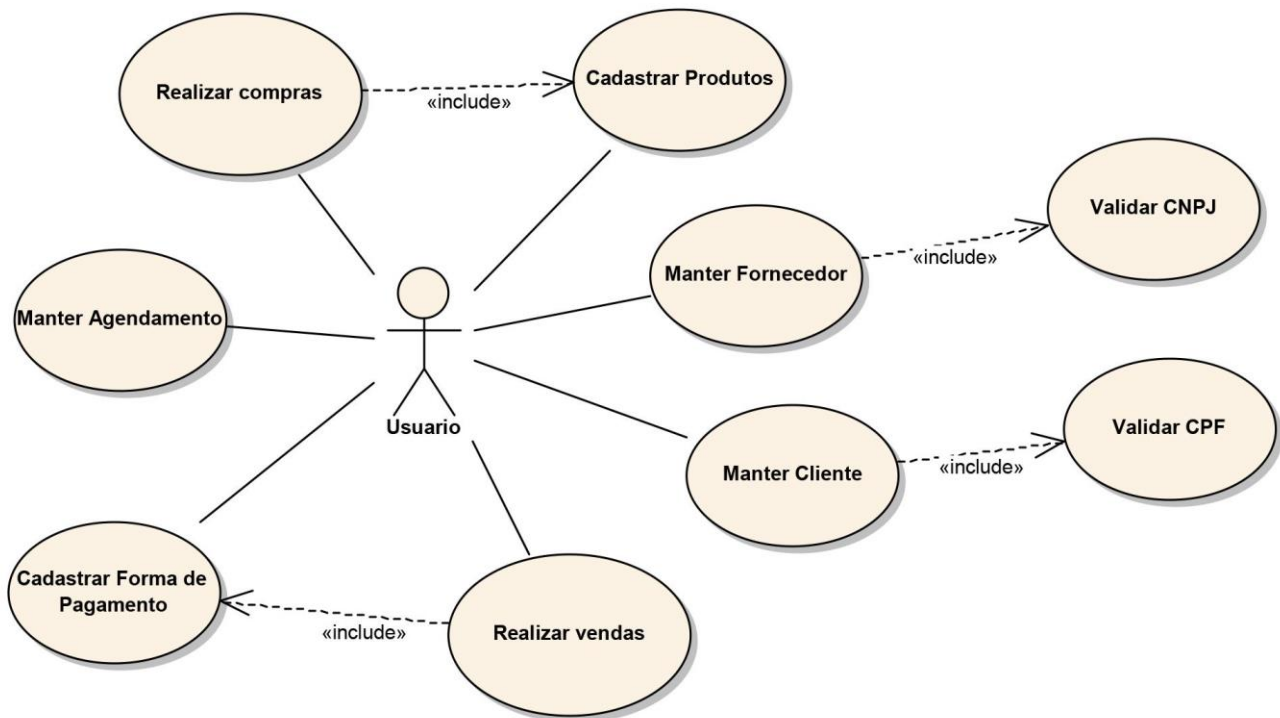 Realizar compras
«include»
Cadastrar Produtos
Validar CNPJ
Manter Fornecedor
«include»
Manter Agendamento
Usuario
Validar CPF
Manter Cliente
«include»
Cadastrar Forma de
Pagamento
«include»
Realizar vendas